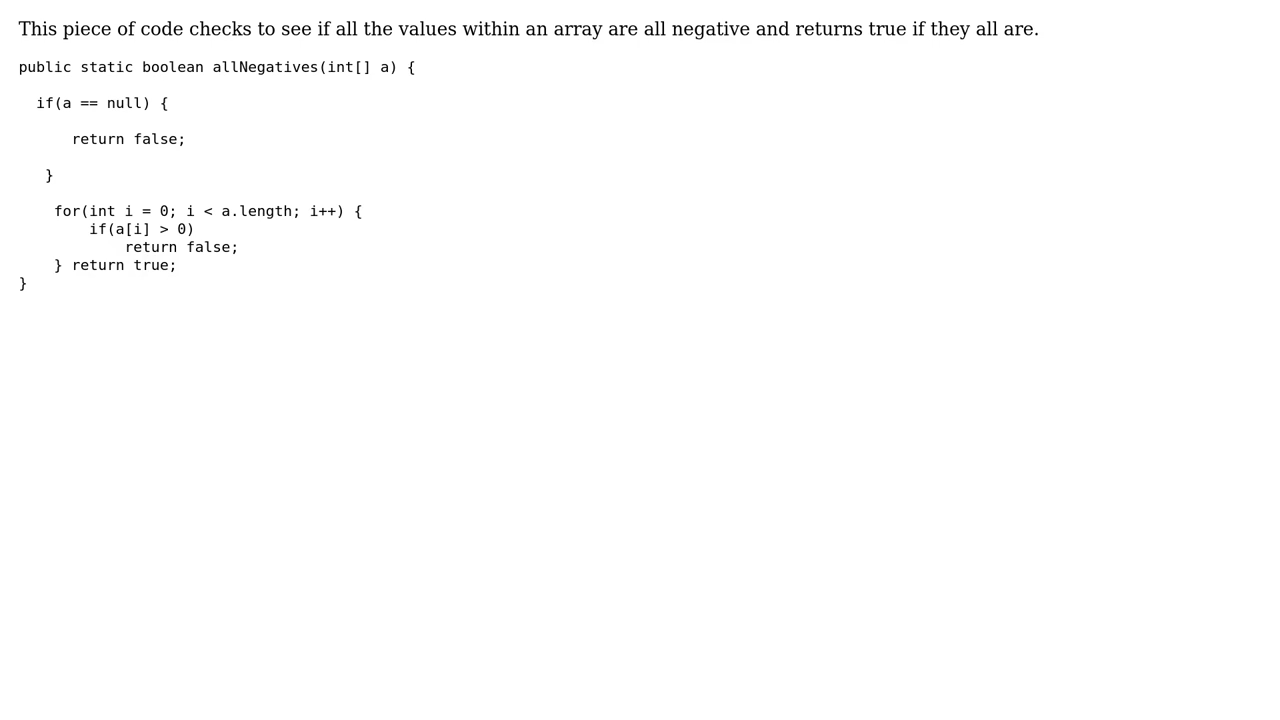 This piece of code checks to see if all the values within an array are all negative and returns true if they all are.
public static boolean allNegatives(int[] a) {
  if(a == null) {
      return false;
   }
    for(int i = 0; i < a.length; i++) {
        if(a[i] > 0)
            return false;
    } return true;
}